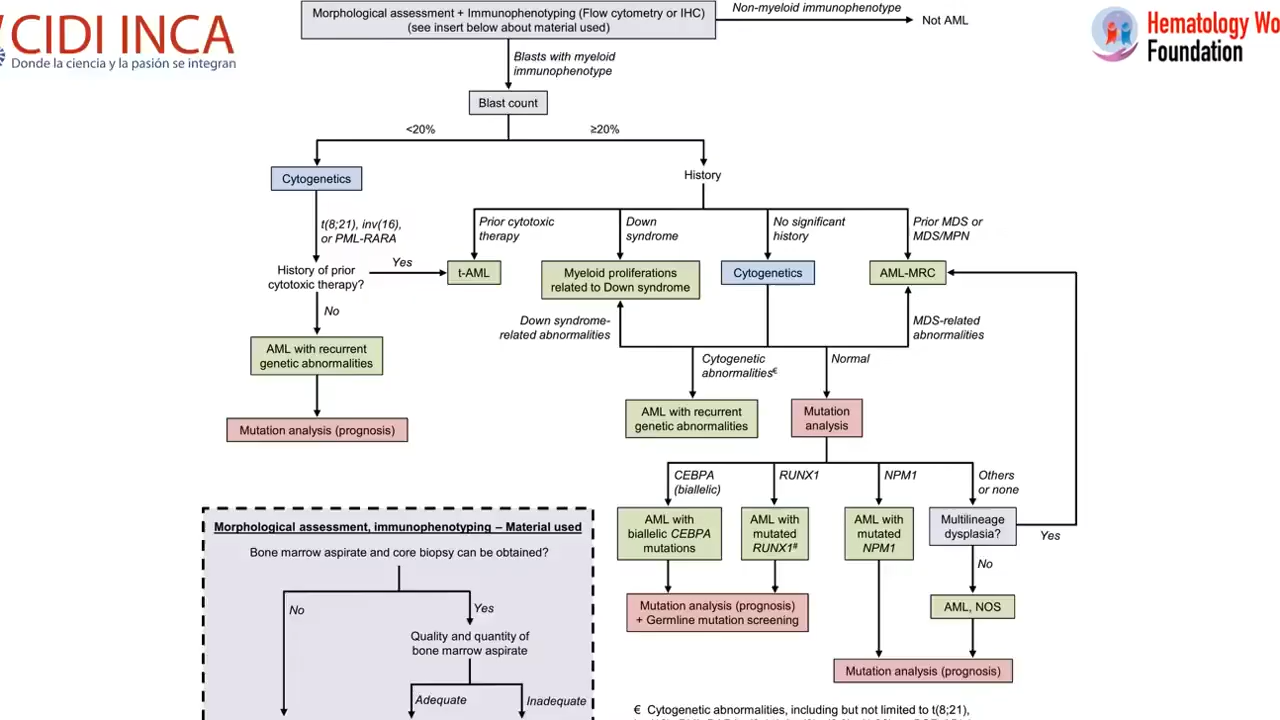 CIDI INCA
Donde la ciencia y la pasión se integran
Hematology Wo
Foundation
Morphological assessment + Immunophenotyping (Flow cytometry or IHC)
(see insert below about material used)
Non-myeloid immunophenotype
Not AML
Blasts with myeloid
immunophenotype
Blast count
<20%
≥20%
Cytogenetics
History
t(8;21), inv(16),
or PML-RARA
Prior cytotoxic
therapy
Down
syndrome
No significant
history
Prior MDS or
MDS/MPN
History of prior
cytotoxic therapy?
Yes
t-AML
Myeloid proliferations
related to Down syndrome
Cytogenetics
AML-MRC
No
Down syndrome-
related abnormalities
MDS-related
abnormalities
AML with recurrent
genetic abnormalities
Cytogenetic
abnormalities€
Normal
Mutation analysis (prognosis)
AML with recurrent
genetic abnormalities
Mutation
analysis
CEBPA
(biallelic)
RUNX1
NPM1
Others
or none
AML with
biallelic CEBPA
mutations
AML with
mutated
RUNX1#
AML with
mutated
NPM1
Multilineage
dysplasia?
Yes
No
Mutation analysis (prognosis)
+ Germline mutation screening
AML, NOS
Mutation analysis (prognosis)
Morphological assessment, immunophenotyping – Material used
Bone marrow aspirate and core biopsy can be obtained?
No
Yes
Quality and quantity of
bone marrow aspirate
Adequate
Inadequate
€ Cytogenetic abnormalities, including but not limited to t(8;21),